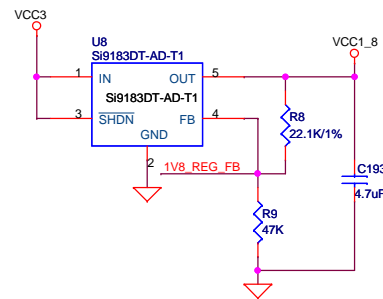 VCC3
VCC1_8
U8
Si9183DT-AD-T1
1
IN
OUT
5
Si9183DT-AD-T1
3
SHDN
FB
4
R8
22.1K/1%
GND
2
1V8_REG_FB
C193
4.7uF
R9
47K